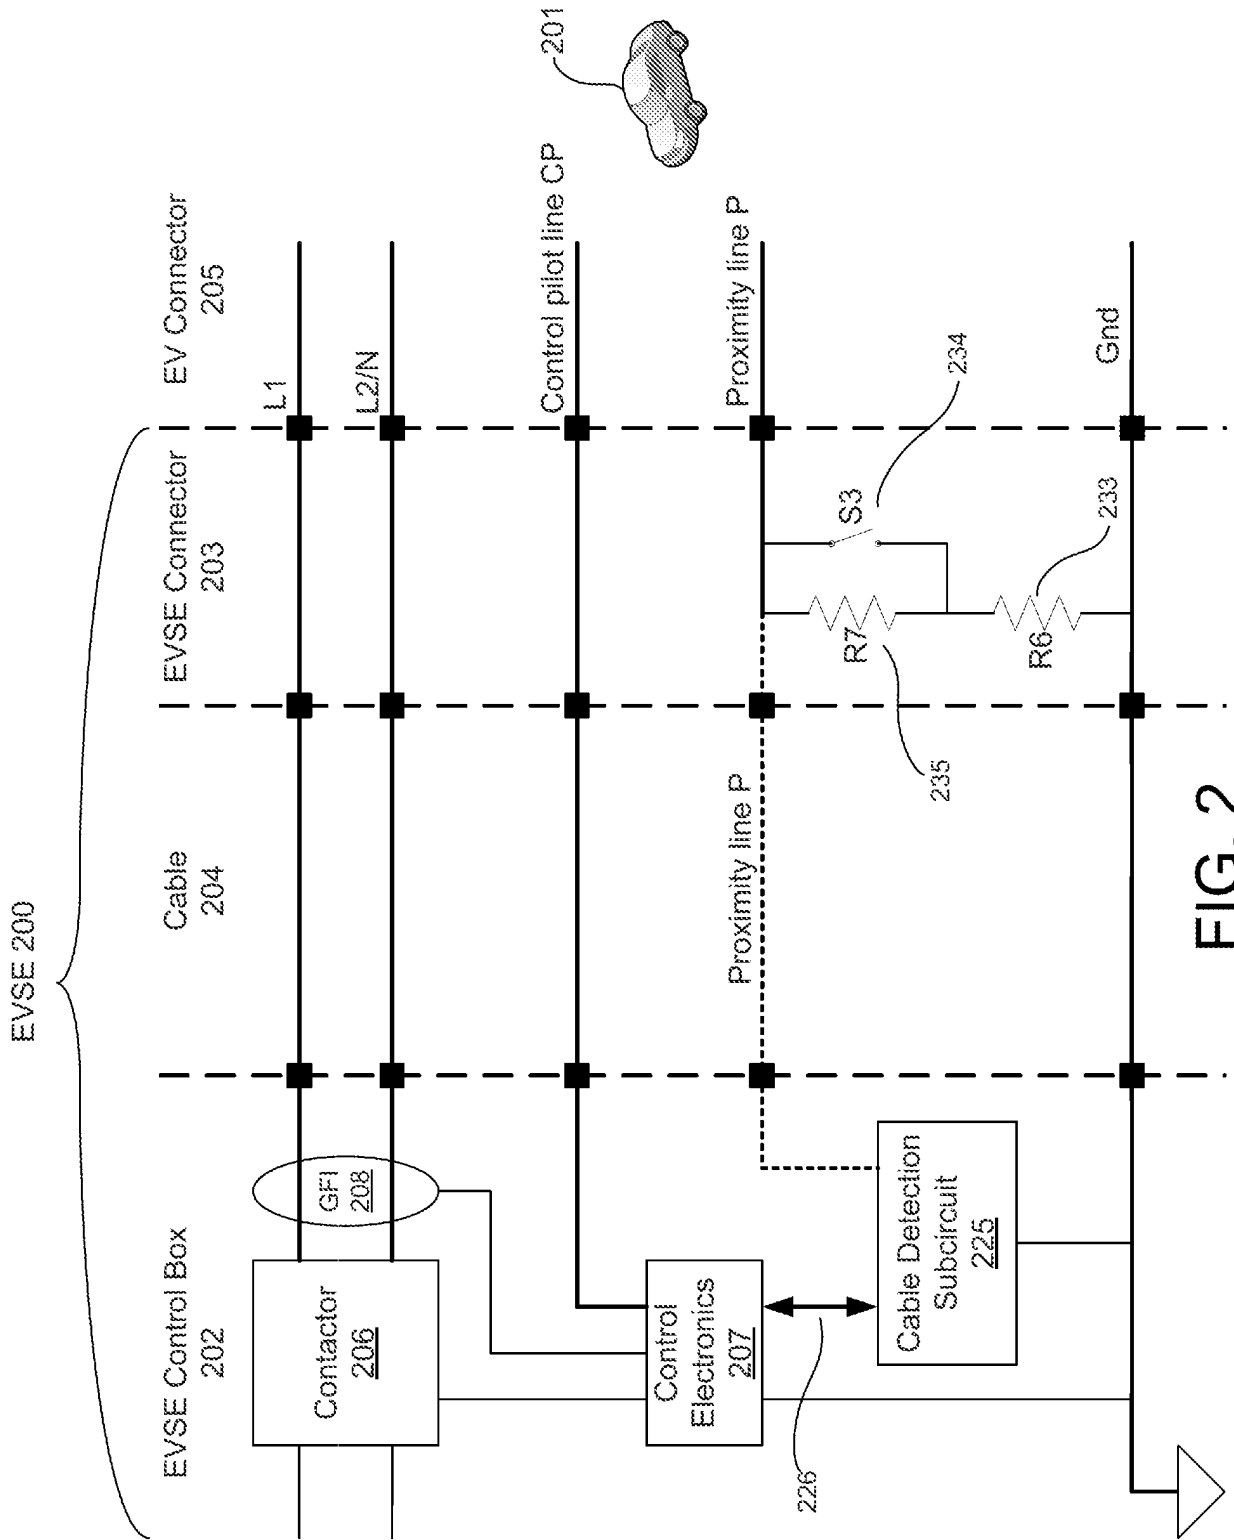 EVSE 200
EVSE Control Box
202
Cable
204
EVSE Connector
203
EV Connector
205
L1
L2/N
Contactor
206
GFI
208
Control pilot line CP
201
Control
Electronics
207
226
Proximity line P
Proximity line P
Cable Detection
Subcircuit
225
R7
S3
234
235
R6
233
Gnd
FIG. 2